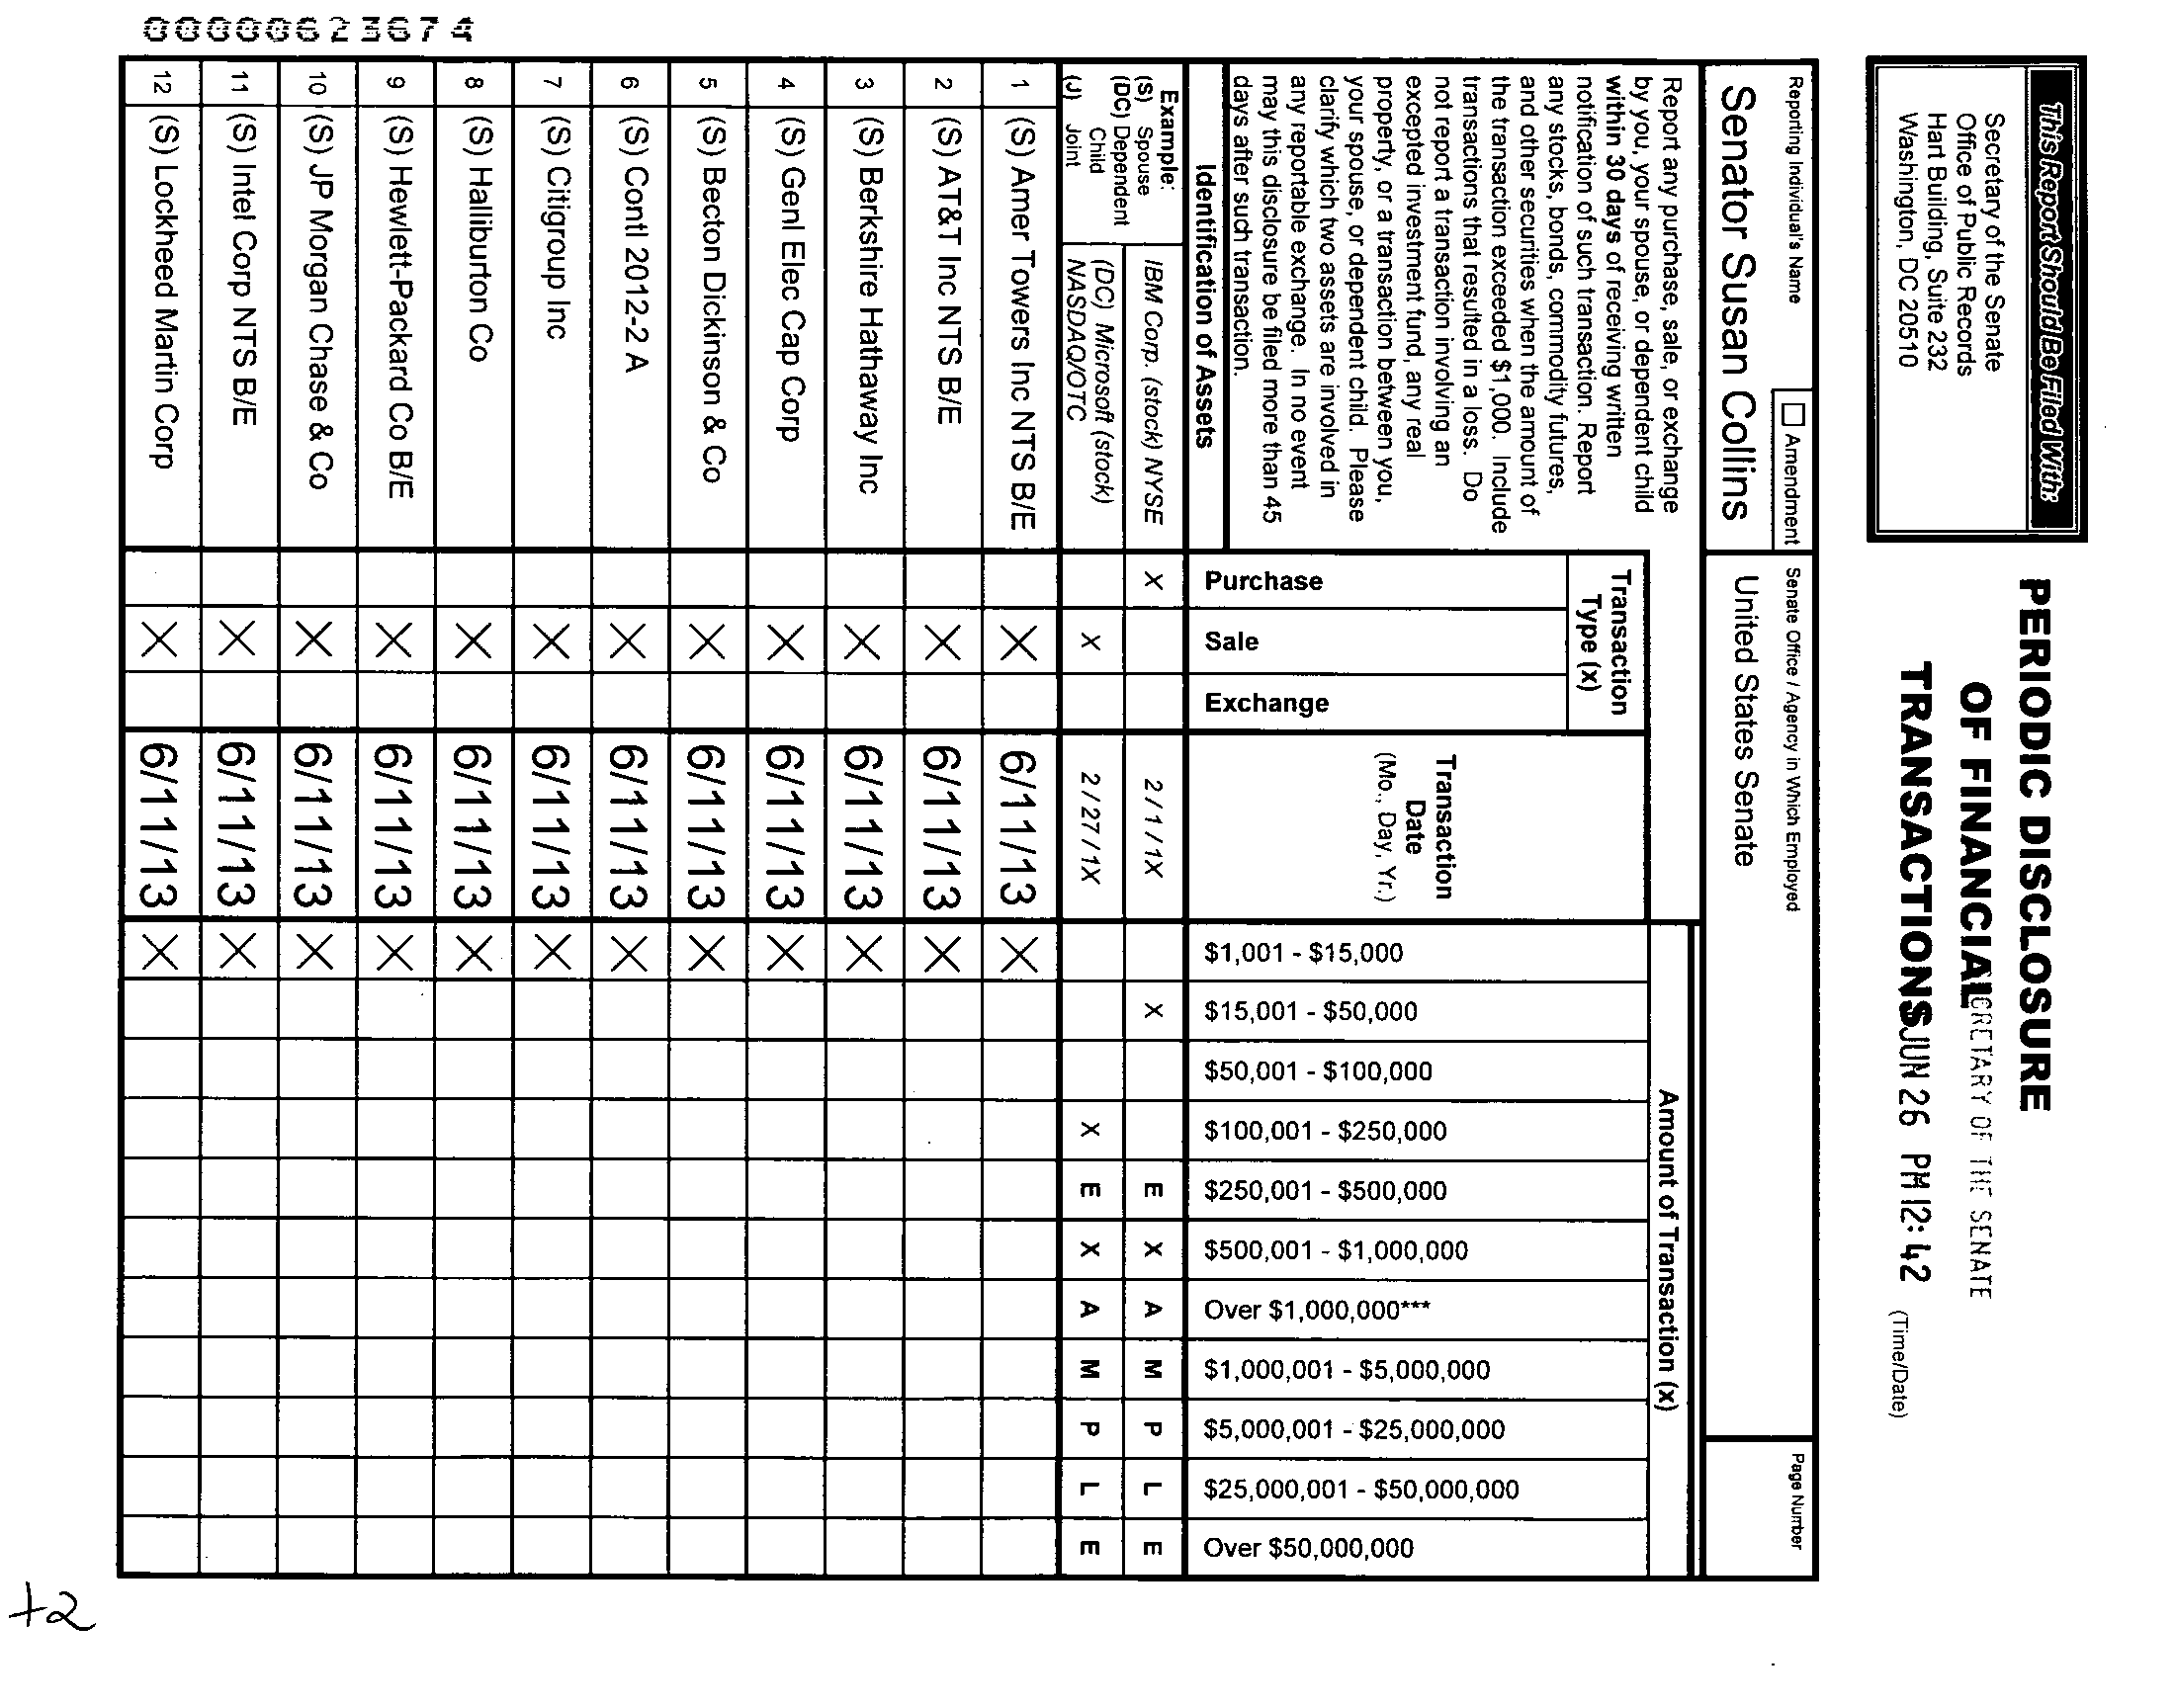 This Report Should Be Filed With:
Secretary of the Senate
Office of Public Records
Hart Building, Suite 232
Washington, DC 20510
PERIODIC DISCLOSURE
OF FINANCIAL
TRANSACTIONS
SECRETARY OF THE SENATE
JUN 26 PM 12:42
(Time/Date)
Reporting Individual's Name
Amendment
Senate Office / Agency in Which Employed
Page Number
Senator Susan Collins
United States Senate
Report any purchase, sale, or exchange
by you, your spouse, or dependent child
within 30 days of receiving written
notification of such transaction. Report
any stocks, bonds, commodity futures,
and other securities when the amount of
the transaction exceeded $1,000. Include
transactions that resulted in a loss. Do
not report a transaction involving an
excepted investment fund, any real
property, or a transaction between you,
your spouse, or dependent child. Please
clarify which two assets are involved in
any reportable exchange. In no event
may this disclosure be filed more than 45
days after such transaction.
Identification of Assets
Transaction
Type (x)
Purchase
Sale
Exchange
Transaction
Date
(Mo., Day, Yr.)
Amount of Transaction (x)
$1,001 - $15,000
$15,001 - $50,000
$50,001 - $100,000
$100,001 - $250,000
$250,001 - $500,000
$500,001 - $1,000,000
Over $1,000,000***
$1,000,001 - $5,000,000
$5,000,001 - $25,000,000
$25,000,001 - $50,000,000
Over $50,000,000
Example:
(S) Spouse
(DC) Dependent
Child
(J) Joint
IBM Corp. (stock) NYSE X 2 / 1 / 1X X E X A M P L E
(DC) Microsoft (stock)
NASDAQ/OTC X 2 / 27 / 1X X E X A M P L E
1 (S) Amer Towers Inc NTS B/E X 6/11/13 X
2 (S) AT&T Inc NTS B/E X 6/11/13 X
3 (S) Berkshire Hathaway Inc X 6/11/13 X
4 (S) Genl Elec Cap Corp X 6/11/13 X
5 (S) Becton Dickinson & Co X 6/11/13 X
6 (S) Contl 2012-2 A X 6/11/13 X
7 (S) Citigroup Inc X 6/11/13 X
8 (S) Halliburton Co X 6/11/13 X
9 (S) Hewlett-Packard Co B/E X 6/11/13 X
10 (S) JP Morgan Chase & Co X 6/11/13 X
11 (S) Intel Corp NTS B/E X 6/11/13 X
12 (S) Lockheed Martin Corp X 6/11/13 X
+2